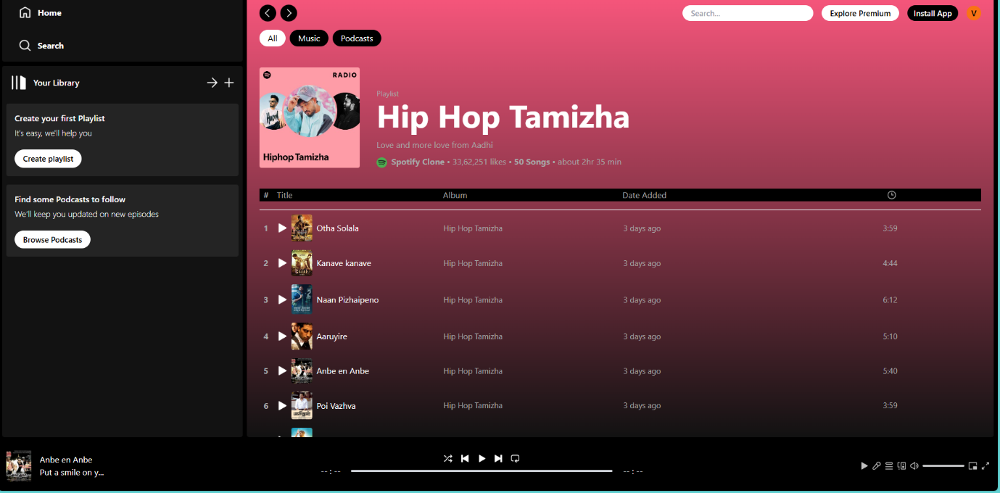 Home
Search
Your Library
Create your first Playlist
It's easy, we'll help you
Create playlist
Find some Podcasts to follow
We'll keep you updated on new episodes
Browse Podcasts
Search...
Explore Premium
Install App
V
All
Music
Podcasts
RADIO
Hiphop Tamizha
Playlist
Hip Hop Tamizha
Love and more love from Aadhi
Spotify Clone • 33,62,251 likes • 50 Songs • about 2hr 35 min
# Title Album Date Added
1 Otha Solala Hip Hop Tamizha 3 days ago 3:59
2 Kanave kanave Hip Hop Tamizha 3 days ago 4:44
3 Naan Pizhaipeno Hip Hop Tamizha 3 days ago 6:12
4 Aaruyire Hip Hop Tamizha 3 days ago 5:10
5 Anbe en Anbe Hip Hop Tamizha 3 days ago 5:40
6 Poi Vazhva Hip Hop Tamizha 3 days ago 3:59
Anbe en Anbe
Put a smile on y...
-- : --
-- : --